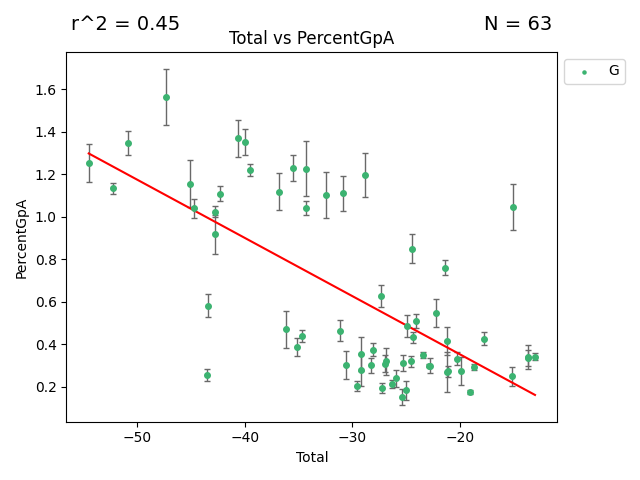 r^2 = 0.45
N = 63
Total vs PercentGpA
G
1.6
1.4
1.2
1.0
0.8
0.6
0.4
0.2
PercentGpA
−50
−40
−30
−20
Total